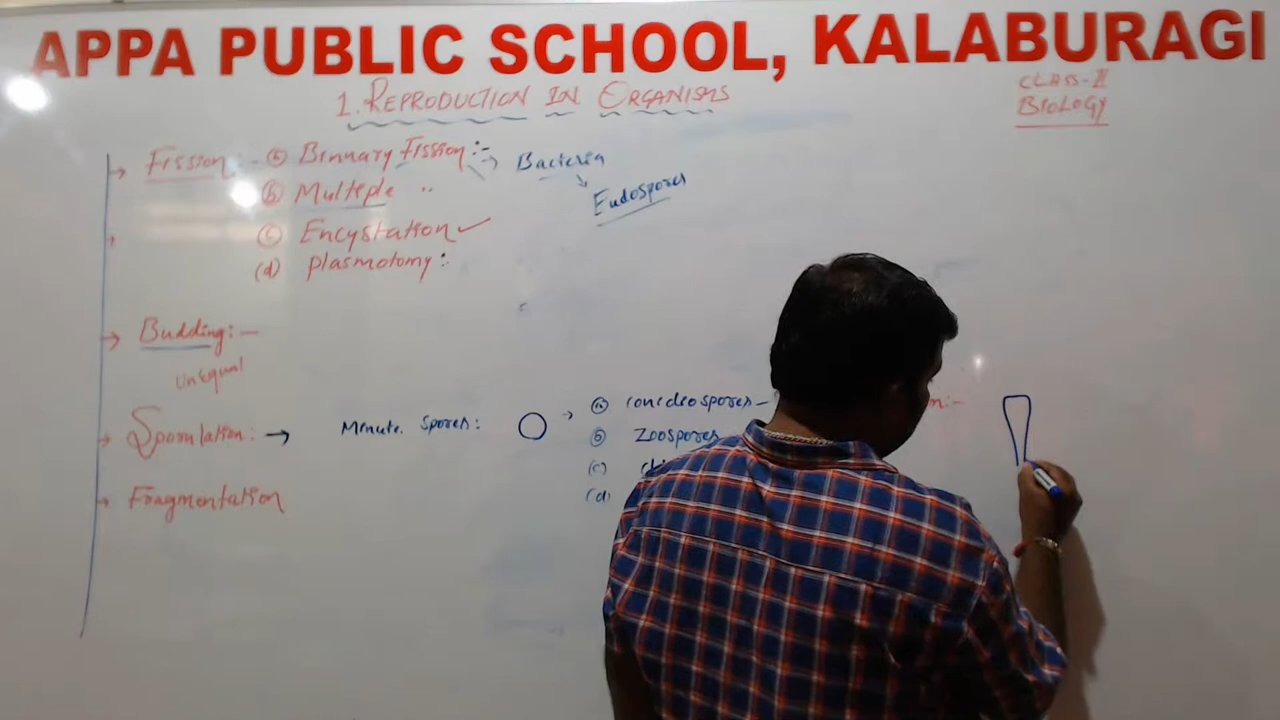 APPA PUBLIC SCHOOL, KALABURAGI
1. REPRODUCTION IN ORGANISMS
CLASS-II
BIOLOGY
→ Fission:- ⓐ Binnary Fission:- → Bacteria
Endospores
ⓑ Multiple ''
ⓒ Encystation ✓
(d) Plasmotomy:
→ Budding:-
Unequal
→ Sporulation: → Minute. Spores: → ⓐ conidiospores -
ⓑ Zoospores
(c)
(d)
→ Fragmentation